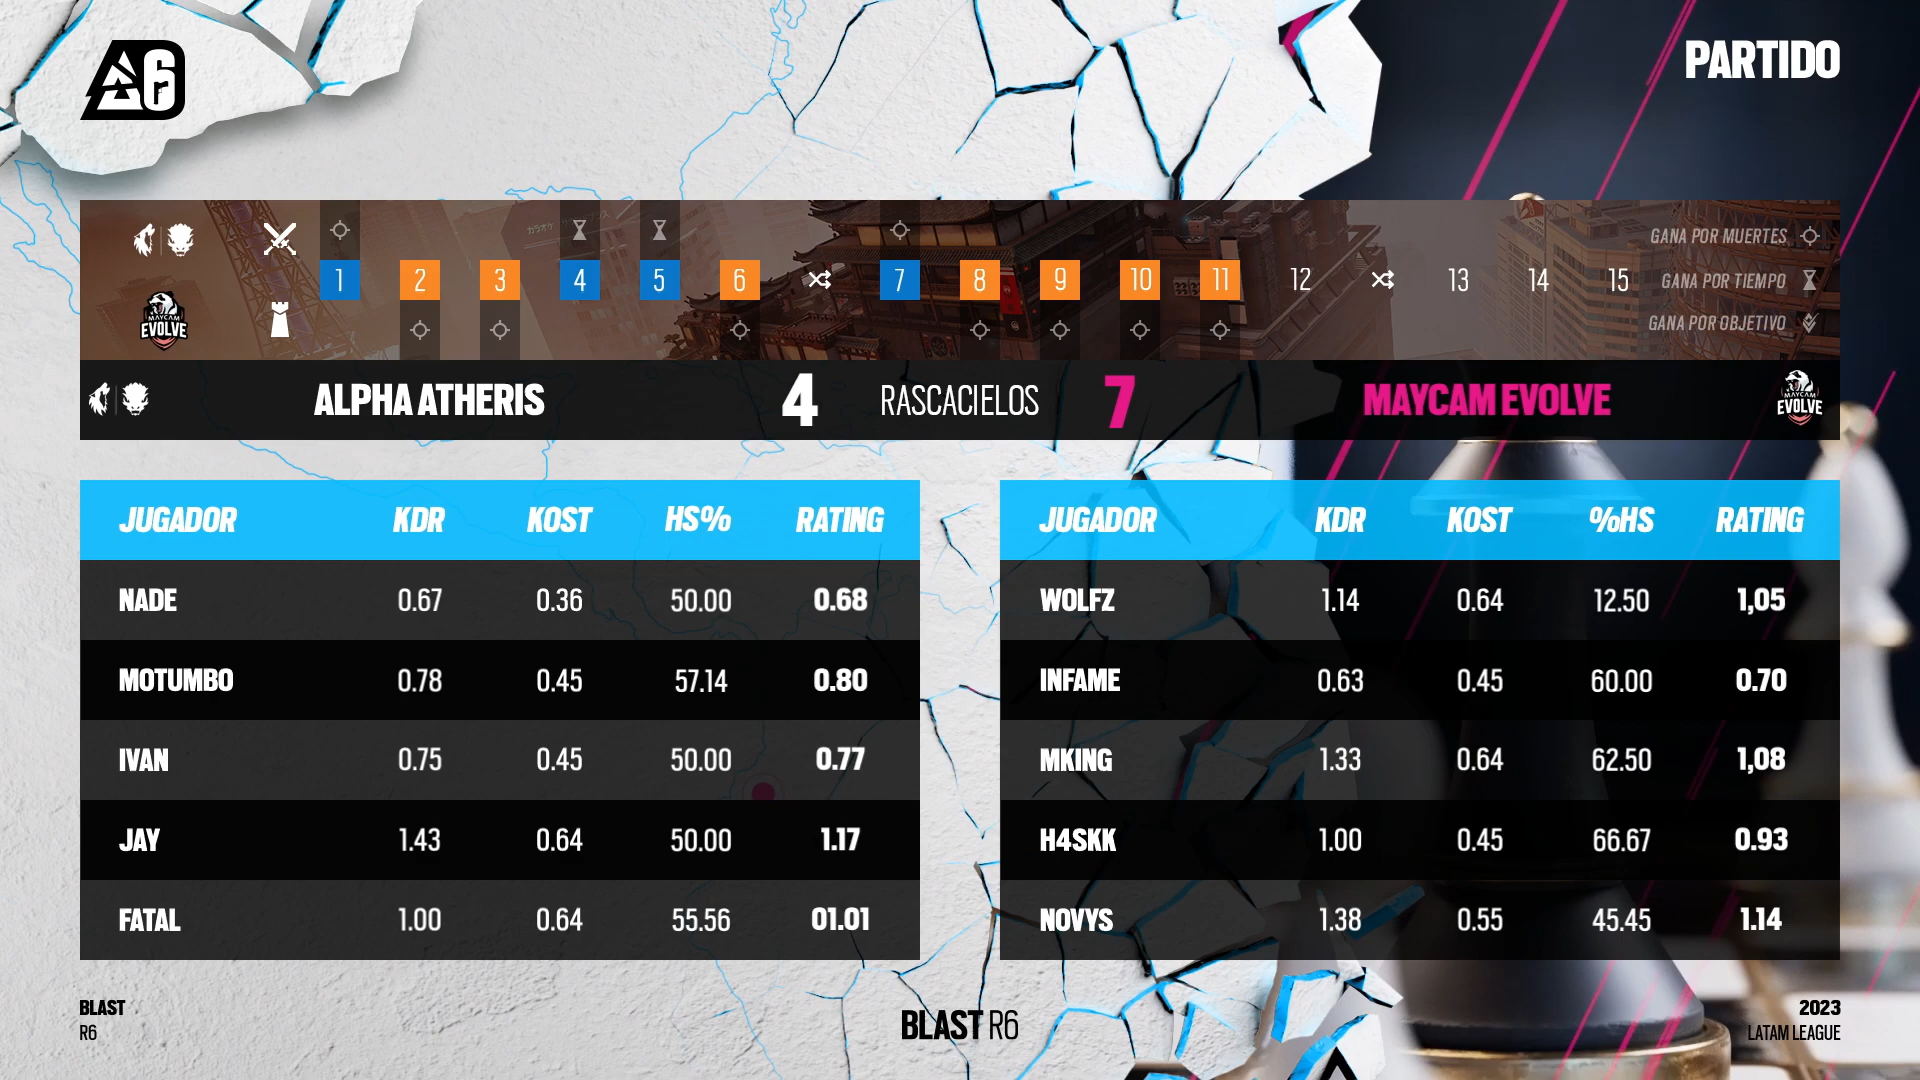 A6
PARTIDO
GANA POR MUERTES
1 2 3 4 5 6 7 8 9 10 11 12 13 14 15
GANA POR TIEMPO
MAYCAM
EVOLVE
GANA POR OBJETIVO
ALPHA ATHERIS 4 RASCACIELOS 7 MAYCAM EVOLVE
MAYCAM
EVOLVE
JUGADOR KDR KOST HS% RATING
NADE 0.67 0.36 50.00 0.68
MOTUMBO 0.78 0.45 57.14 0.80
IVAN 0.75 0.45 50.00 0.77
JAY 1.43 0.64 50.00 1.17
FATAL 1.00 0.64 55.56 01.01
JUGADOR KDR KOST %HS RATING
WOLFZ 1.14 0.64 12.50 1,05
INFAME 0.63 0.45 60.00 0.70
MKING 1.33 0.64 62.50 1,08
H4SKK 1.00 0.45 66.67 0.93
NOVYS 1.38 0.55 45.45 1.14
BLAST
R6
BLAST R6
2023
LATAM LEAGUE